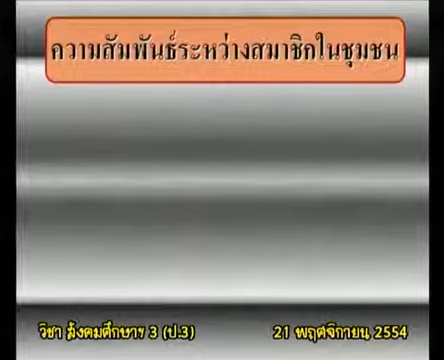 ความสัมพันธ์ระหว่างสมาชิกในชุมชน
วิชา สังคมศึกษาฯ 3 (ป.3)
21 พฤศจิกายน 2554